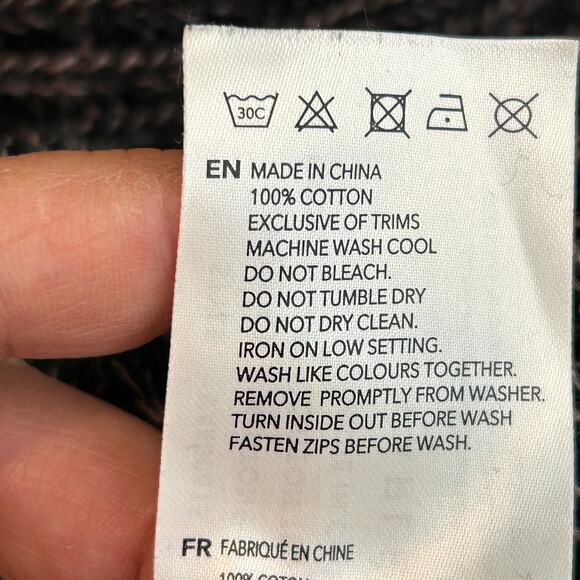 30C
EN MADE IN CHINA
100% COTTON
EXCLUSIVE OF TRIMS
MACHINE WASH COOL
DO NOT BLEACH.
DO NOT TUMBLE DRY
DO NOT DRY CLEAN.
IRON ON LOW SETTING.
WASH LIKE COLOURS TOGETHER.
REMOVE PROMPTLY FROM WASHER.
TURN INSIDE OUT BEFORE WASH
FASTEN ZIPS BEFORE WASH.
FR FABRIQUÉ EN CHINE
100% COTON